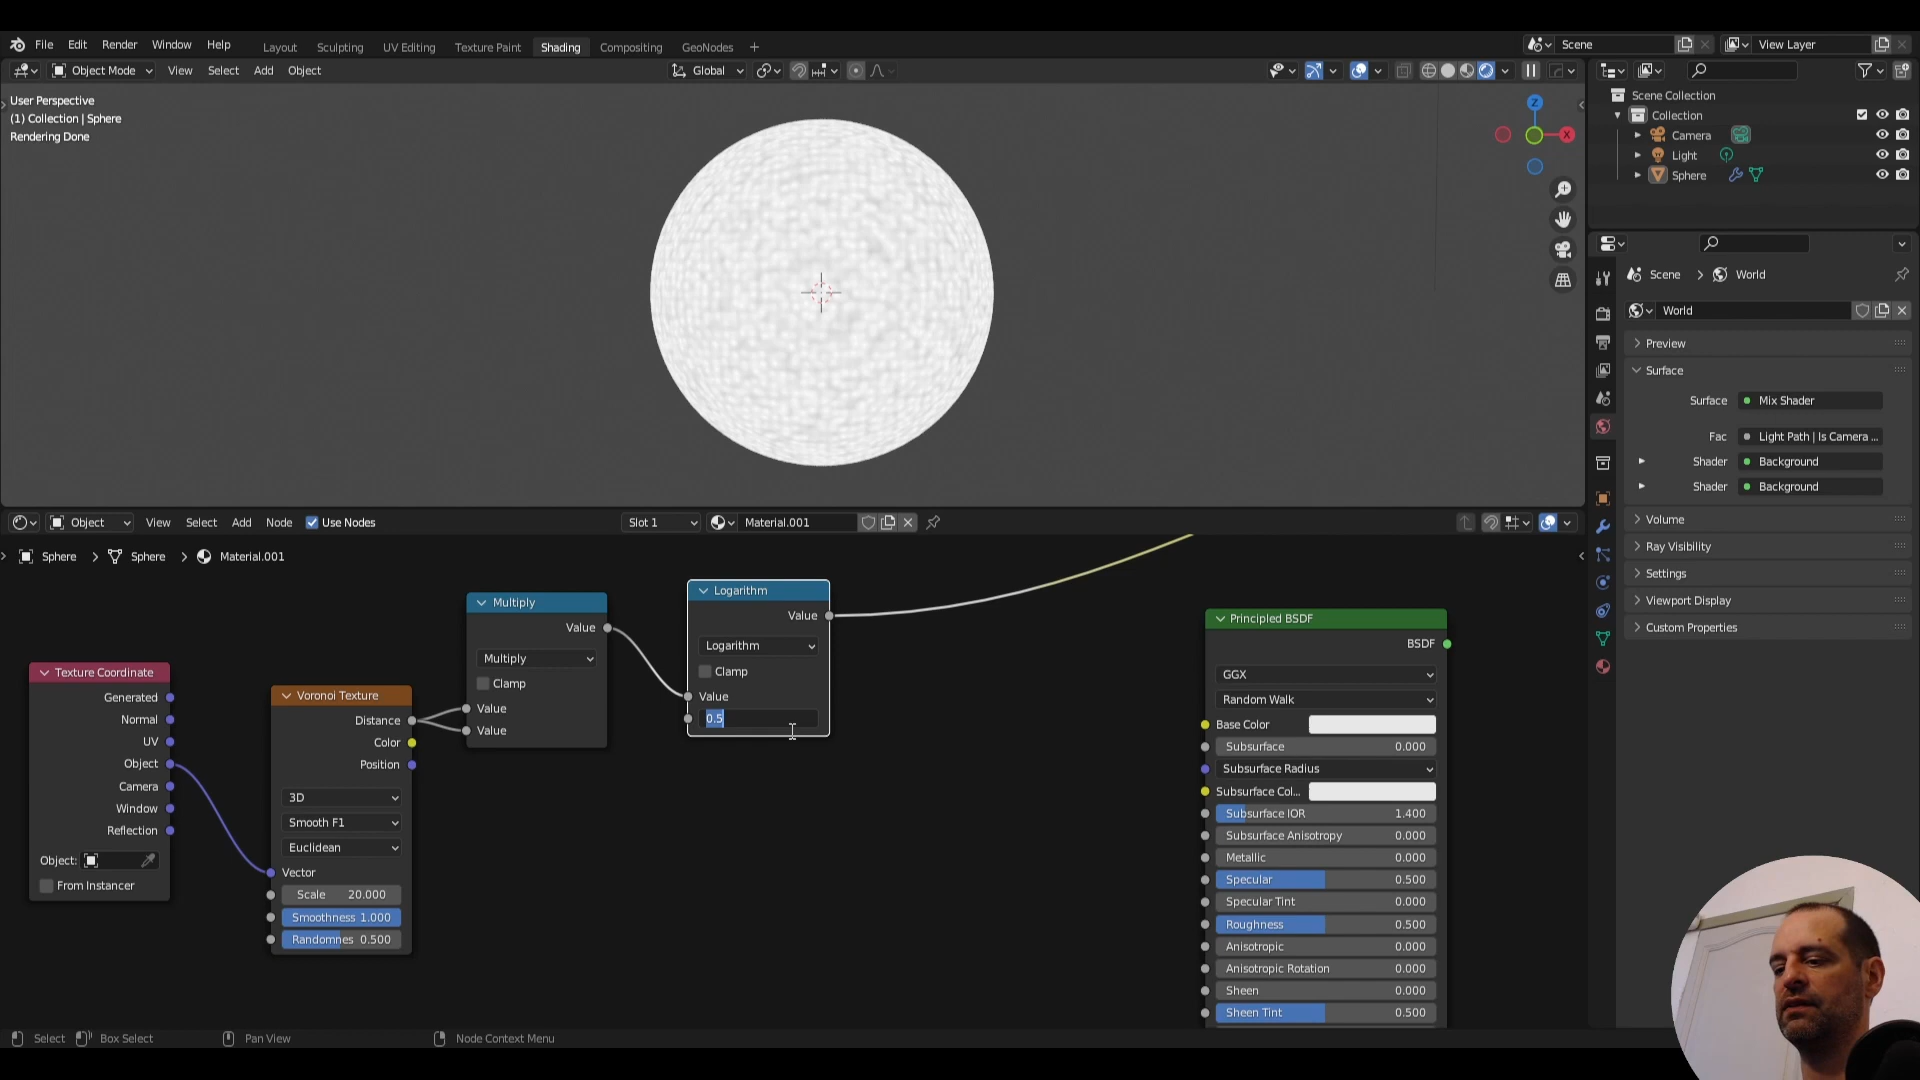 File Edit Render Window Help
Layout Sculpting UV Editing Texture Paint Shading Compositing GeoNodes +
Scene
View Layer
Object Mode View Select Add Object
Global
User Perspective
(1) Collection | Sphere
Rendering Done
Z
X
Scene Collection
Collection
Camera
Light
Sphere
Scene > World
World
Preview
Surface
Surface Mix Shader
Fac Light Path | Is Camera ...
Shader Background
Shader Background
Volume
Ray Visibility
Settings
Viewport Display
Custom Properties
Object View Select Add Node Use Nodes
Slot 1
Material.001
Sphere > Sphere > Material.001
Texture Coordinate
Generated
Normal
UV
Object
Camera
Window
Reflection
Object:
From Instancer
Voronoi Texture
Distance
Color
Position
3D
Smooth F1
Euclidean
Vector
Scale 20.000
Smoothness 1.000
Randomnes 0.500
Multiply
Value
Multiply
Clamp
Value
Value
Logarithm
Value
Logarithm
Clamp
Value
0.5
Principled BSDF
BSDF
GGX
Random Walk
Base Color
Subsurface 0.000
Subsurface Radius
Subsurface Col...
Subsurface IOR 1.400
Subsurface Anisotropy 0.000
Metallic 0.000
Specular 0.500
Specular Tint 0.000
Roughness 0.500
Anisotropic 0.000
Anisotropic Rotation 0.000
Sheen 0.000
Sheen Tint 0.500
Select Box Select Pan View Node Context Menu